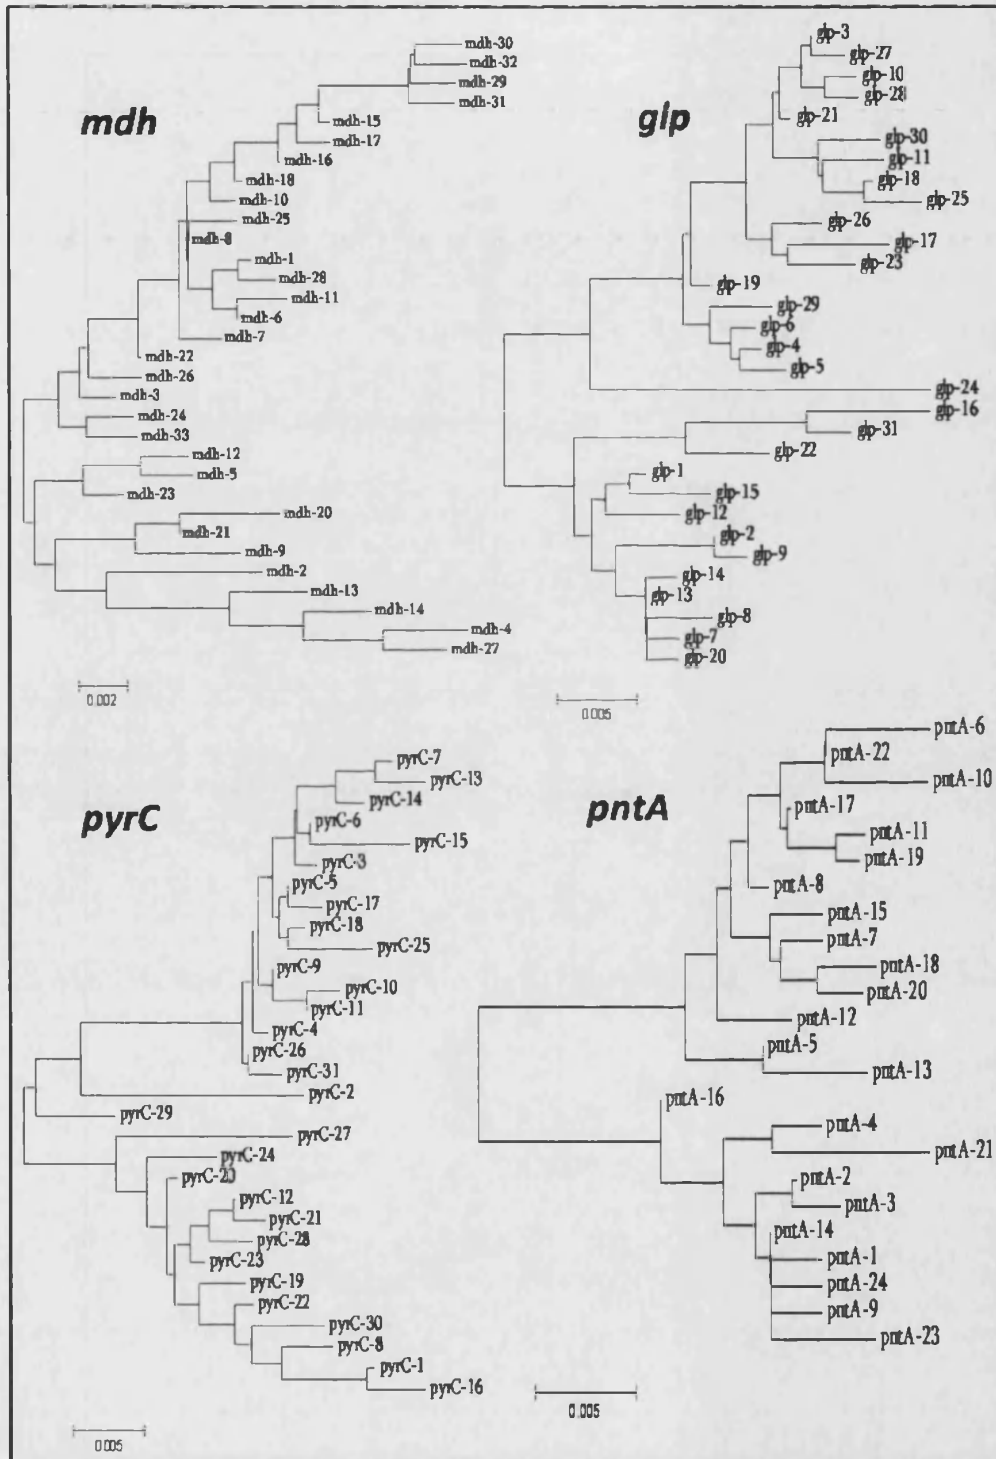 mdh
mdh-30
mdh-32
mdh-29
mdh-31
mdh-15
mdh-17
mdh-16
mdh-18
mdh-10
mdh-25
mdh-8
mdh-1
mdh-28
mdh-11
mdh-6
mdh-7
mdh-22
mdh-26
mdh-3
mdh-24
mdh-33
mdh-12
mdh-5
mdh-23
mdh-20
mdh-21
mdh-9
mdh-2
mdh-13
mdh-14
mdh-4
mdh-27
0.002
glp
glp-3
glp-27
glp-10
glp-28
glp-21
glp-30
glp-11
glp-18
glp-25
glp-26
glp-17
glp-23
glp-19
glp-29
glp-6
glp-4
glp-5
glp-24
glp-16
glp-31
glp-22
glp-1
glp-15
glp-12
glp-2
glp-9
glp-14
glp-13
glp-8
glp-7
glp-20
0.005
pyrC
pyrC-7
pyrC-13
pyrC-14
pyrC-6
pyrC-15
pyrC-3
pyrC-5
pyrC-17
pyrC-18
pyrC-25
pyrC-9
pyrC-10
pyrC-11
pyrC-4
pyrC-26
pyrC-31
pyrC-2
pyrC-29
pyrC-27
pyrC-24
pyrC-20
pyrC-12
pyrC-21
pyrC-28
pyrC-23
pyrC-19
pyrC-22
pyrC-30
pyrC-8
pyrC-1
pyrC-16
0.005
pntA
pntA-6
pntA-22
pntA-10
pntA-17
pntA-11
pntA-19
pntA-8
pntA-15
pntA-7
pntA-18
pntA-20
pntA-12
pntA-5
pntA-13
pntA-16
pntA-4
pntA-21
pntA-2
pntA-3
pntA-14
pntA-1
pntA-24
pntA-9
pntA-23
0.005